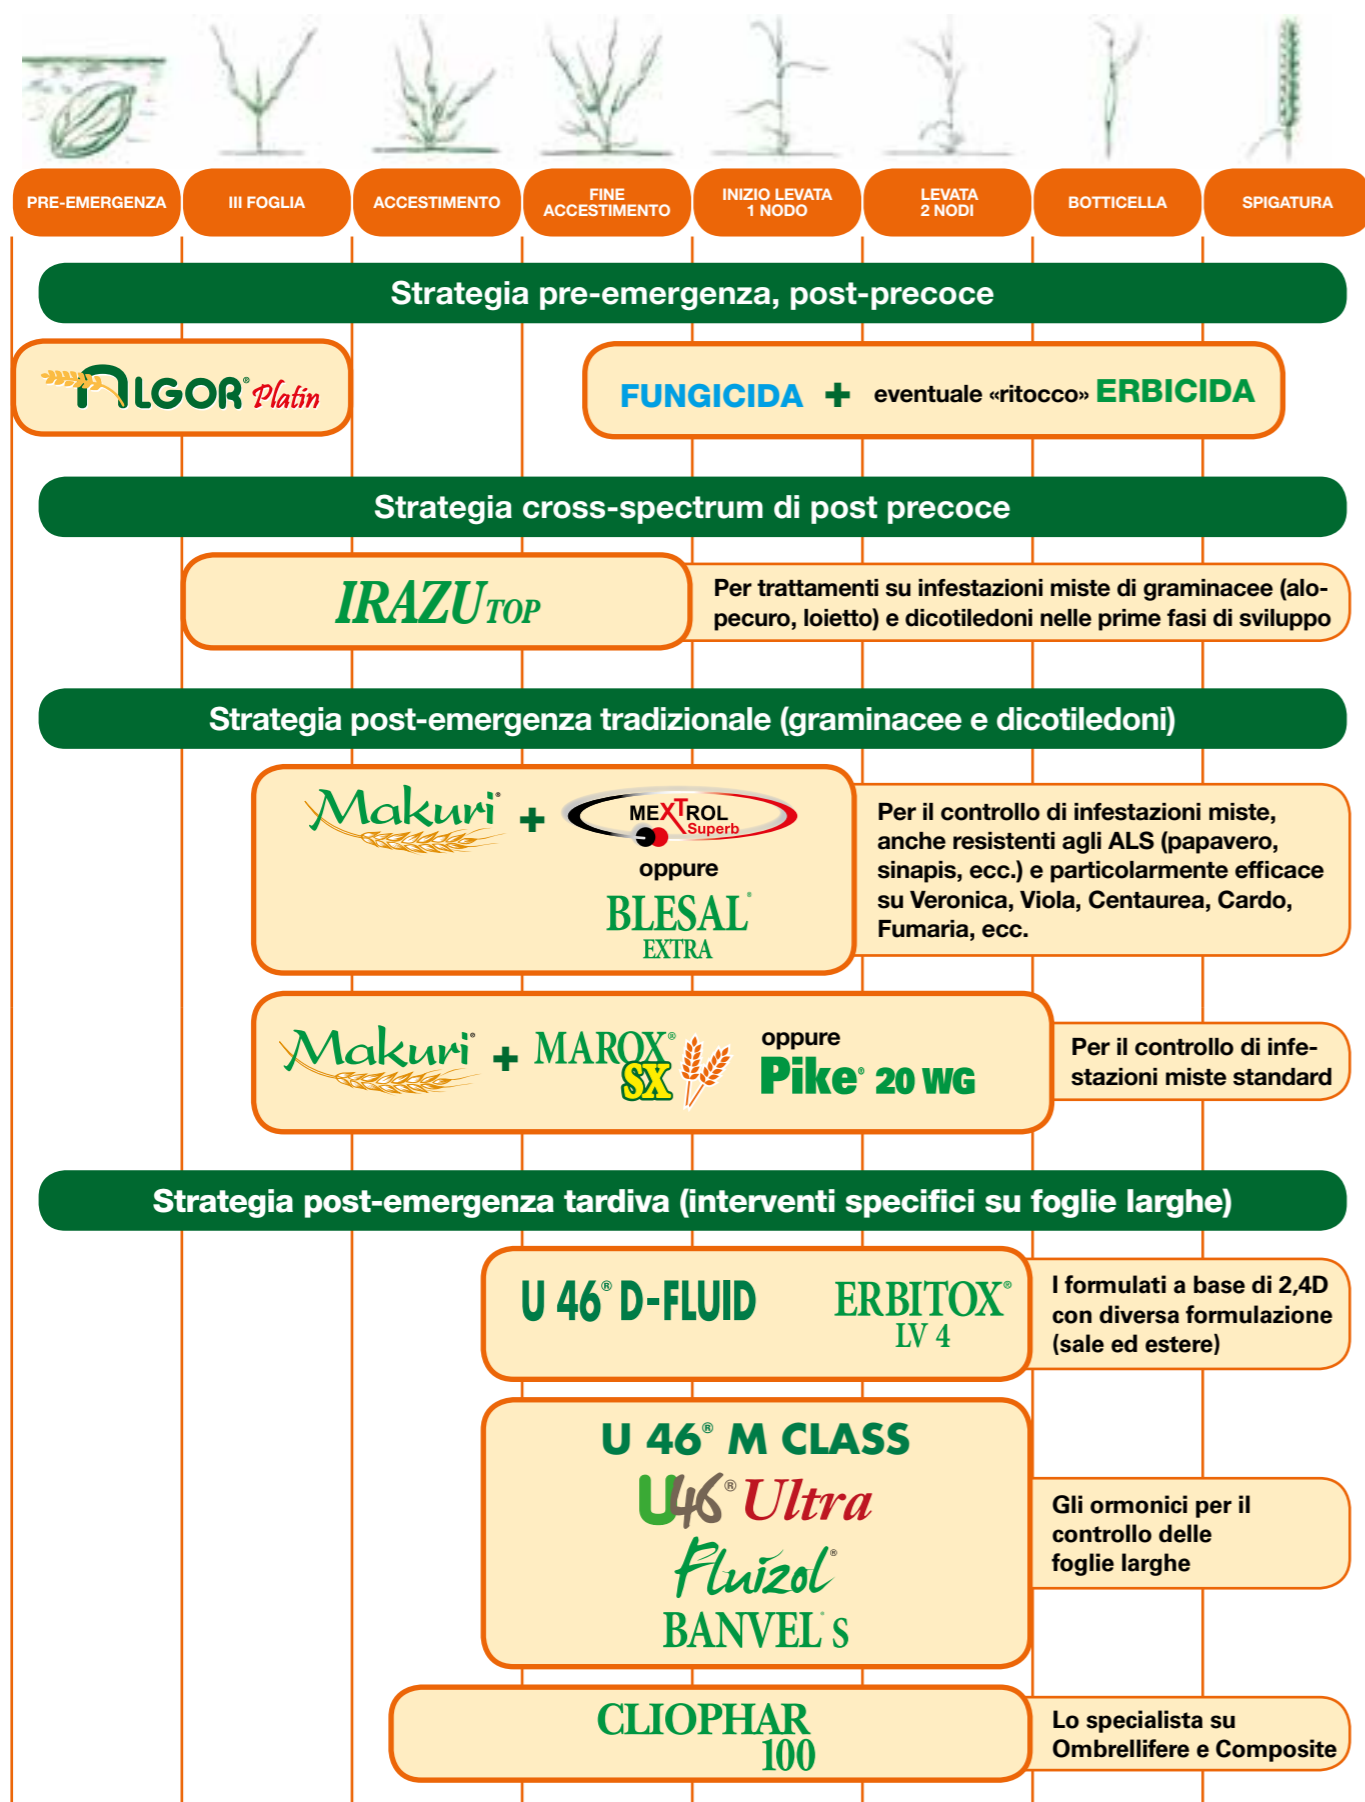 PRE-EMERGENZA
III FOGLIA
ACCESTIMENTO
FINE
ACCESTIMENTO
INIZIO LEVATA
1 NODO
LEVATA
2 NODI
BOTTICELLA
SPIGATURA
Strategia pre-emergenza, post-precoce
ALGOR® Platin
FUNGICIDA + eventuale «ritocco» ERBICIDA
Strategia cross-spectrum di post precoce
IRAZU TOP
Per trattamenti su infestazioni miste di graminacee (alo-
pecuro, loietto) e dicotiledoni nelle prime fasi di sviluppo
Strategia post-emergenza tradizionale (graminacee e dicotiledoni)
Makuri® +
MEXTROL
Superb
oppure
BLESAL®
EXTRA
Per il controllo di infestazioni miste,
anche resistenti agli ALS (papavero,
sinapis, ecc.) e particolarmente efficace
su Veronica, Viola, Centaurea, Cardo,
Fumaria, ecc.
Makuri® + MAROX®
SX
oppure
Pike® 20 WG
Per il controllo di infe-
stazioni miste standard
Strategia post-emergenza tardiva (interventi specifici su foglie larghe)
U 46® D-FLUID
ERBITOX®
LV 4
I formulati a base di 2,4D
con diversa formulazione
(sale ed estere)
U 46® M CLASS
U46® Ultra
Fluizol®
BANVEL® S
Gli ormonici per il
controllo delle
foglie larghe
CLIOPHAR
100
Lo specialista su
Ombrellifere e Composite